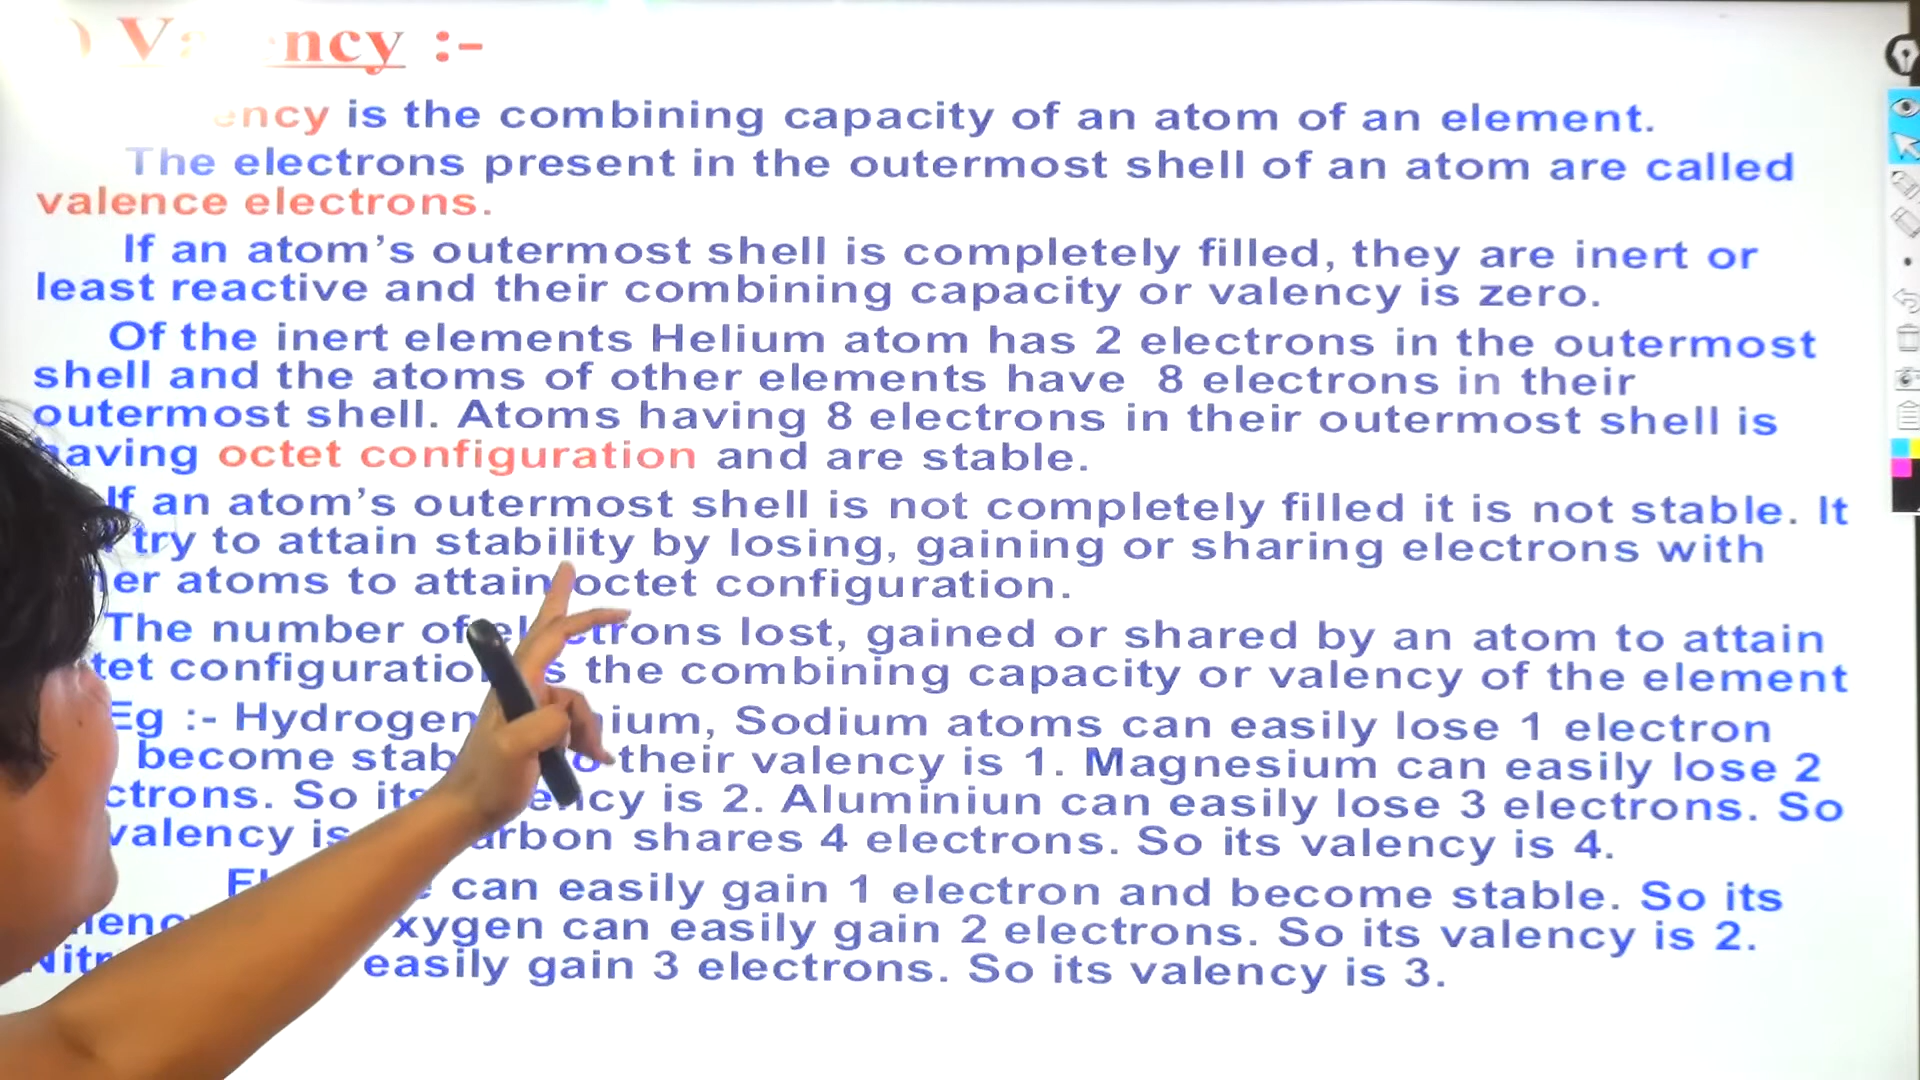 ) Va ncy :-
ency is the combining capacity of an atom of an element.
The electrons present in the outermost shell of an atom are called
valence electrons.
If an atom's outermost shell is completely filled, they are inert or
least reactive and their combining capacity or valency is zero.
Of the inert elements Helium atom has 2 electrons in the outermost
shell and the atoms of other elements have 8 electrons in their
outermost shell. Atoms having 8 electrons in their outermost shell is
having octet configuration and are stable.
If an atom's outermost shell is not completely filled it is not stable. It
try to attain stability by losing, gaining or sharing electrons with
er atoms to attain octet configuration.
The number of electrons lost, gained or shared by an atom to attain
tet configuration is the combining capacity or valency of the element
Eg :- Hydrogen nium, Sodium atoms can easily lose 1 electron
become stab their valency is 1. Magnesium can easily lose 2
ctrons. So its valency is 2. Aluminiun can easily lose 3 electrons. So
valency is arbon shares 4 electrons. So its valency is 4.
can easily gain 1 electron and become stable. So its
xygen can easily gain 2 electrons. So its valency is 2.
Nitr easily gain 3 electrons. So its valency is 3.